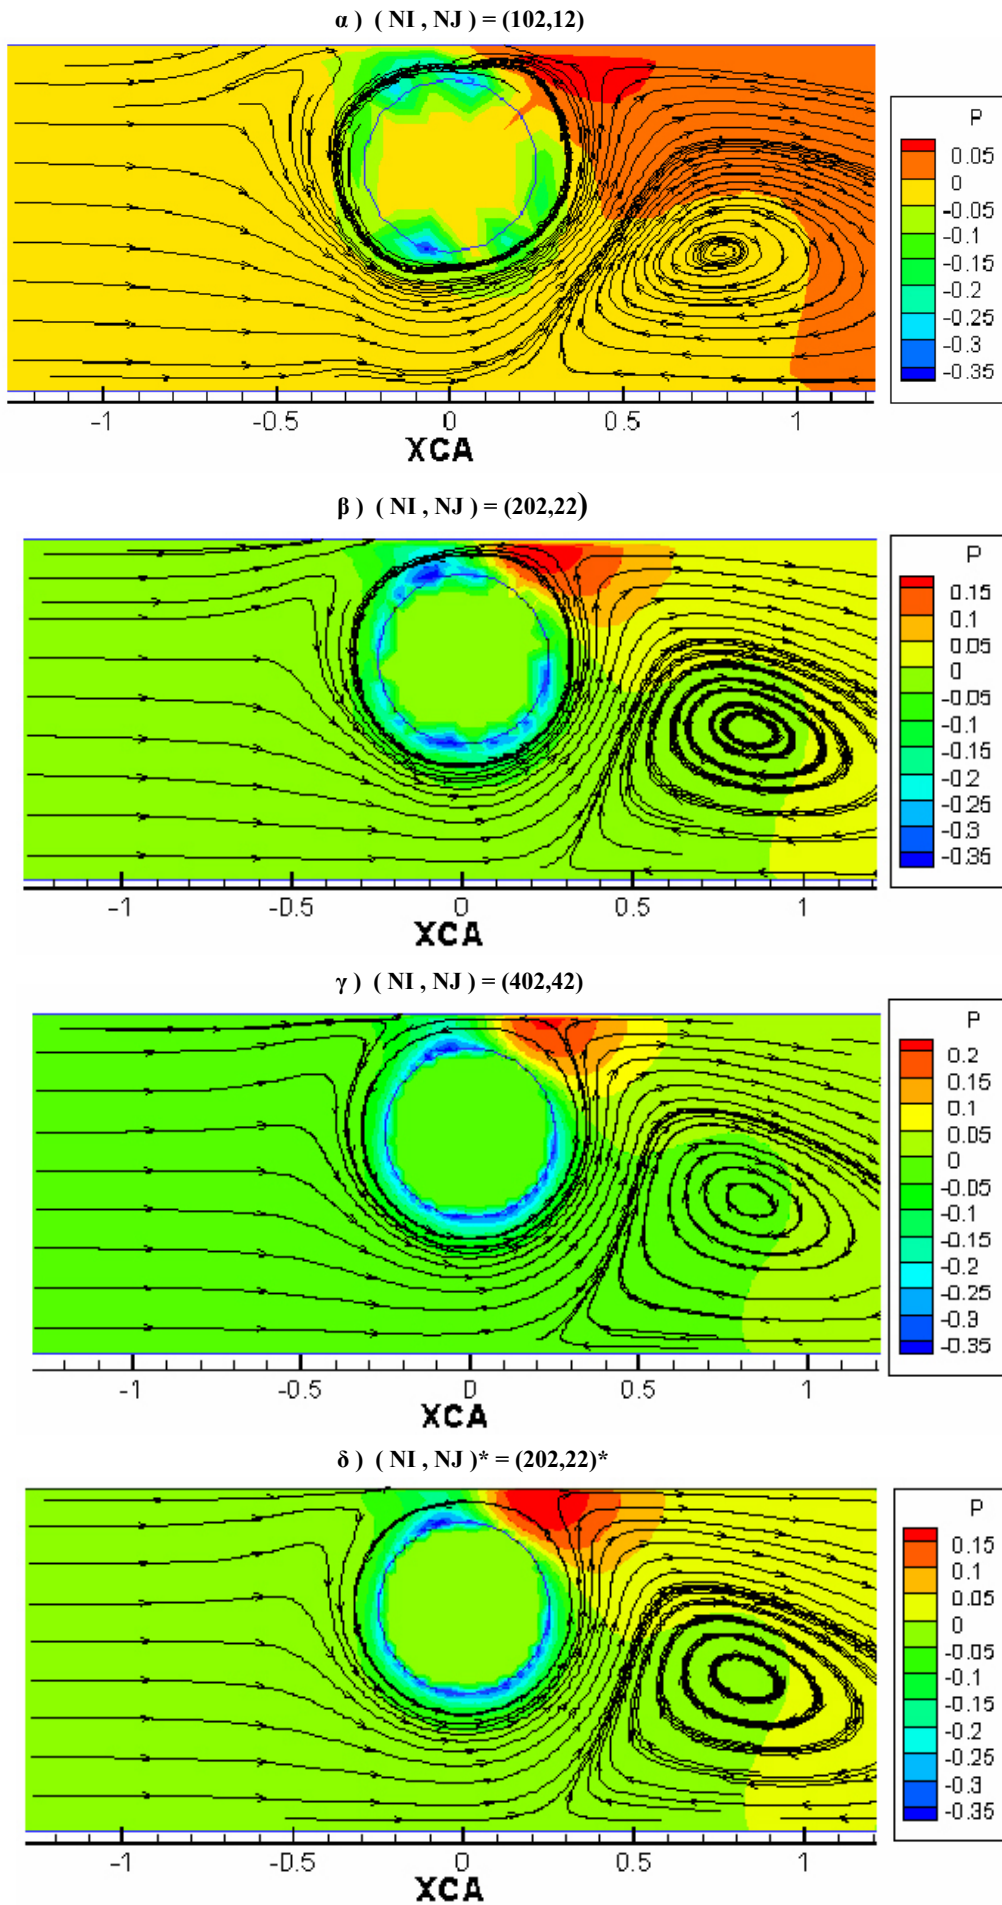 α ) ( NI , NJ ) = (102,12)
P
0.05
0
-0.05
-0.1
-0.15
-0.2
-0.25
-0.3
-0.35
-1 -0.5 0 0.5 1
XCA
β ) ( NI , NJ ) = (202,22)
P
0.15
0.1
0.05
0
-0.05
-0.1
-0.15
-0.2
-0.25
-0.3
-0.35
-1 -0.5 0 0.5 1
XCA
γ ) ( NI , NJ ) = (402,42)
P
0.2
0.15
0.1
0.05
0
-0.05
-0.1
-0.15
-0.2
-0.25
-0.3
-0.35
-1 -0.5 0 0.5 1
XCA
δ ) ( NI , NJ )* = (202,22)*
P
0.15
0.1
0.05
0
-0.05
-0.1
-0.15
-0.2
-0.25
-0.3
-0.35
-1 -0.5 0 0.5 1
XCA